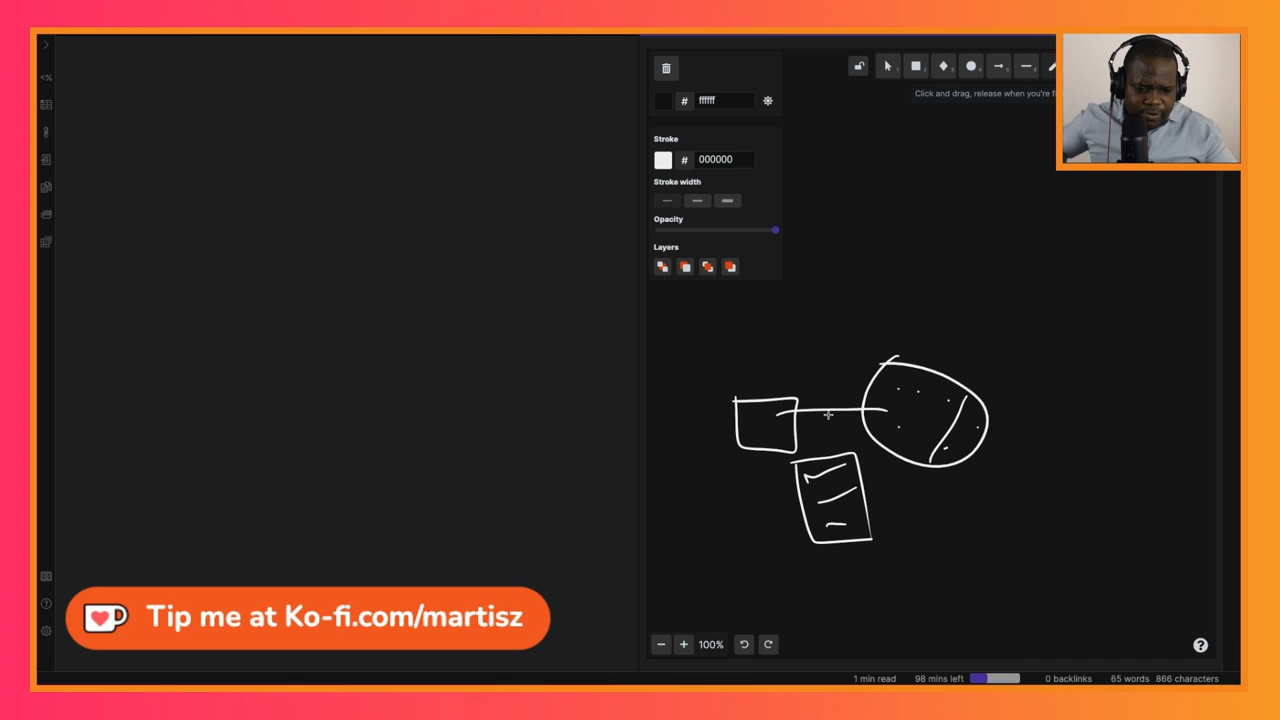 Click and drag, release when you're fi
# ffffff
Stroke
# 000000
Stroke width
Opacity
Layers
Tip me at Ko-fi.com/martisz
100%
1 min read 98 mins left 0 backlinks 65 words 866 characters